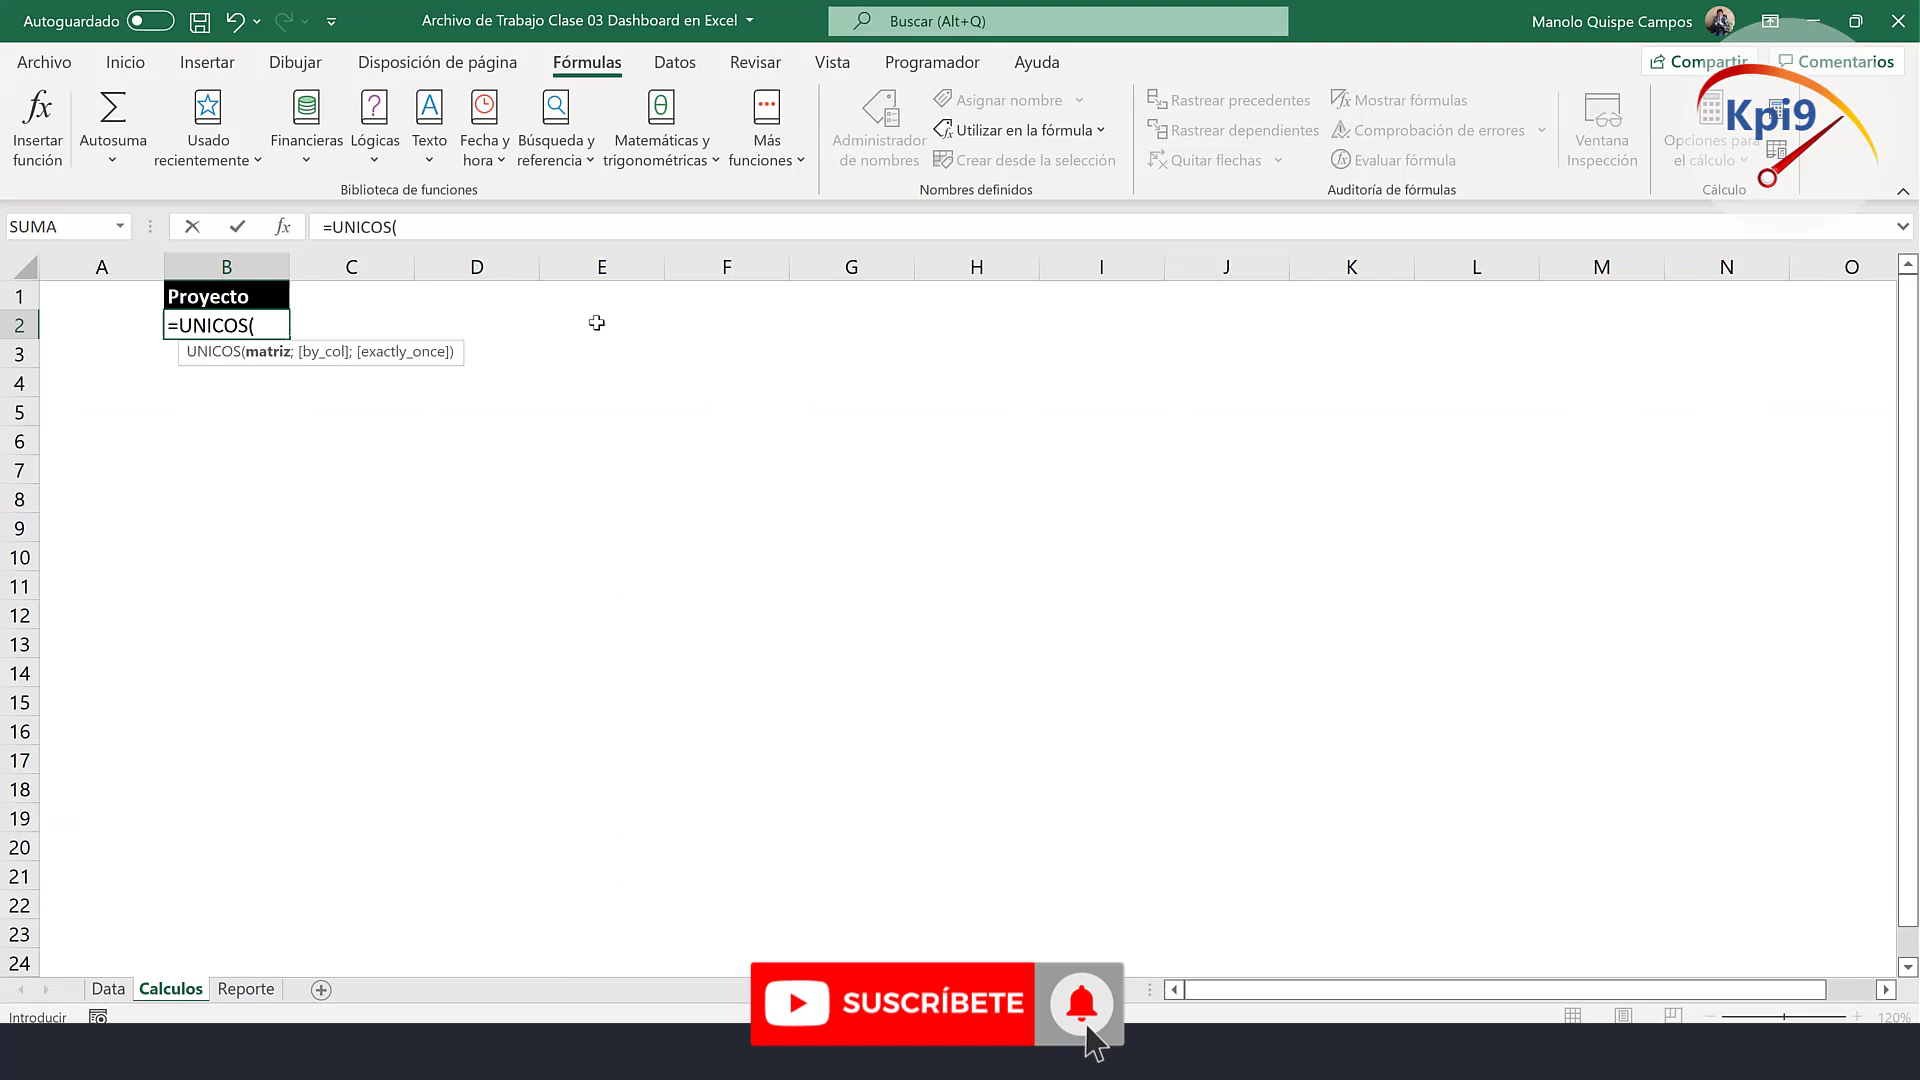 Autoguardado
Archivo de Trabajo Clase 03 Dashboard en Excel
Buscar (Alt+Q)
Manolo Quispe Campos
Archivo Inicio Insertar Dibujar Disposición de página Fórmulas Datos Revisar Vista Programador Ayuda
Compartir Comentarios
Insertar función
Autosuma
Usado recientemente
Financieras
Lógicas
Texto
Fecha y hora
Búsqueda y referencia
Matemáticas y trigonométricas
Más funciones
Biblioteca de funciones
Administrador de nombres
Asignar nombre
Utilizar en la fórmula
Crear desde la selección
Nombres definidos
Rastrear precedentes
Rastrear dependientes
Quitar flechas
Mostrar fórmulas
Comprobación de errores
Evaluar fórmula
Auditoría de fórmulas
Ventana Inspección
Opciones para el cálculo
Cálculo
Kpi9
SUMA
fx
=UNICOS(
A B C D E F G H I J K L M N O
1 Proyecto
2 =UNICOS(
UNICOS(matriz; [by_col]; [exactly_once])
3
4
5
6
7
8
9
10
11
12
13
14
15
16
17
18
19
20
21
22
23
24
Data Calculos Reporte
SUSCRÍBETE
Introducir
120%